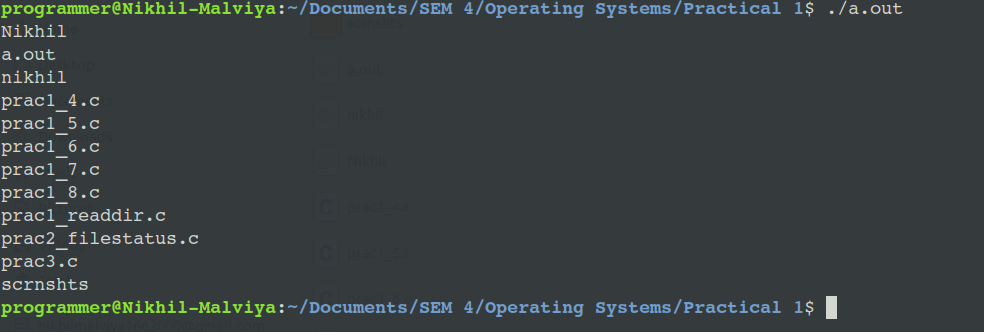 programmer@Nikhil-Malviya:~/Documents/SEM 4/Operating Systems/Practical 1$ ./a.out
Nikhil
a.out
nikhil
prac1_4.c
prac1_5.c
prac1_6.c
prac1_7.c
prac1_8.c
prac1_readdir.c
prac2_filestatus.c
prac3.c
scrnshts
programmer@Nikhil-Malviya:~/Documents/SEM 4/Operating Systems/Practical 1$